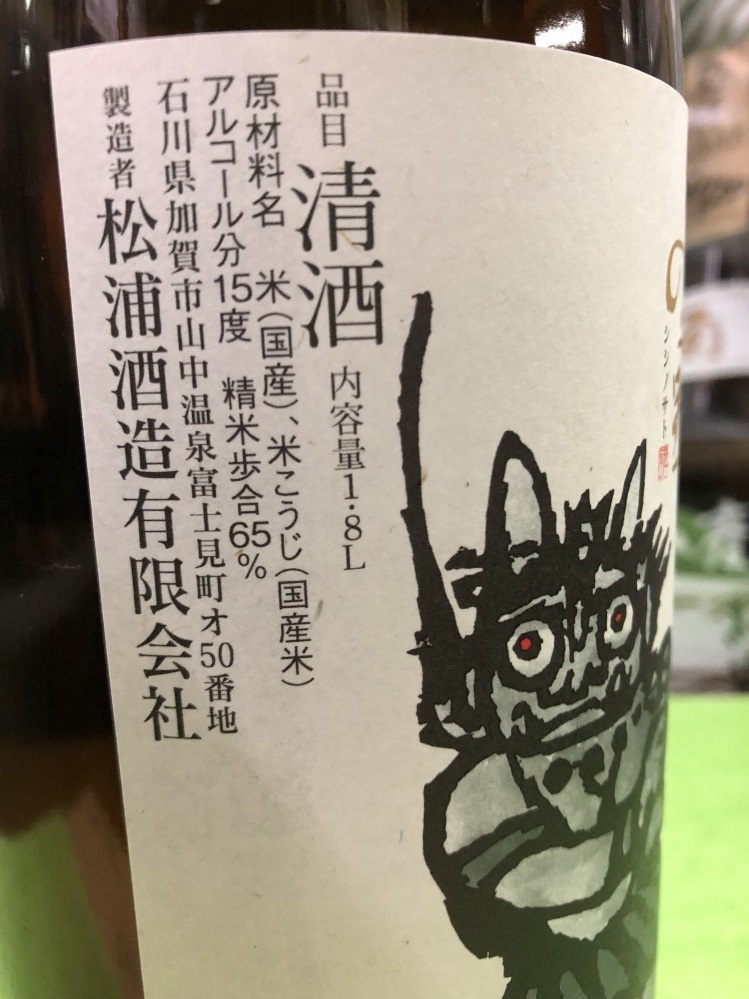 品目 清酒 内容量1.8L
原材料名 米(国産)、米こうじ(国産米)
アルコール分15度 精米歩合65%
石川県加賀市山中温泉富士見町オ50番地
製造者 松浦酒造有限会社
シシノサト